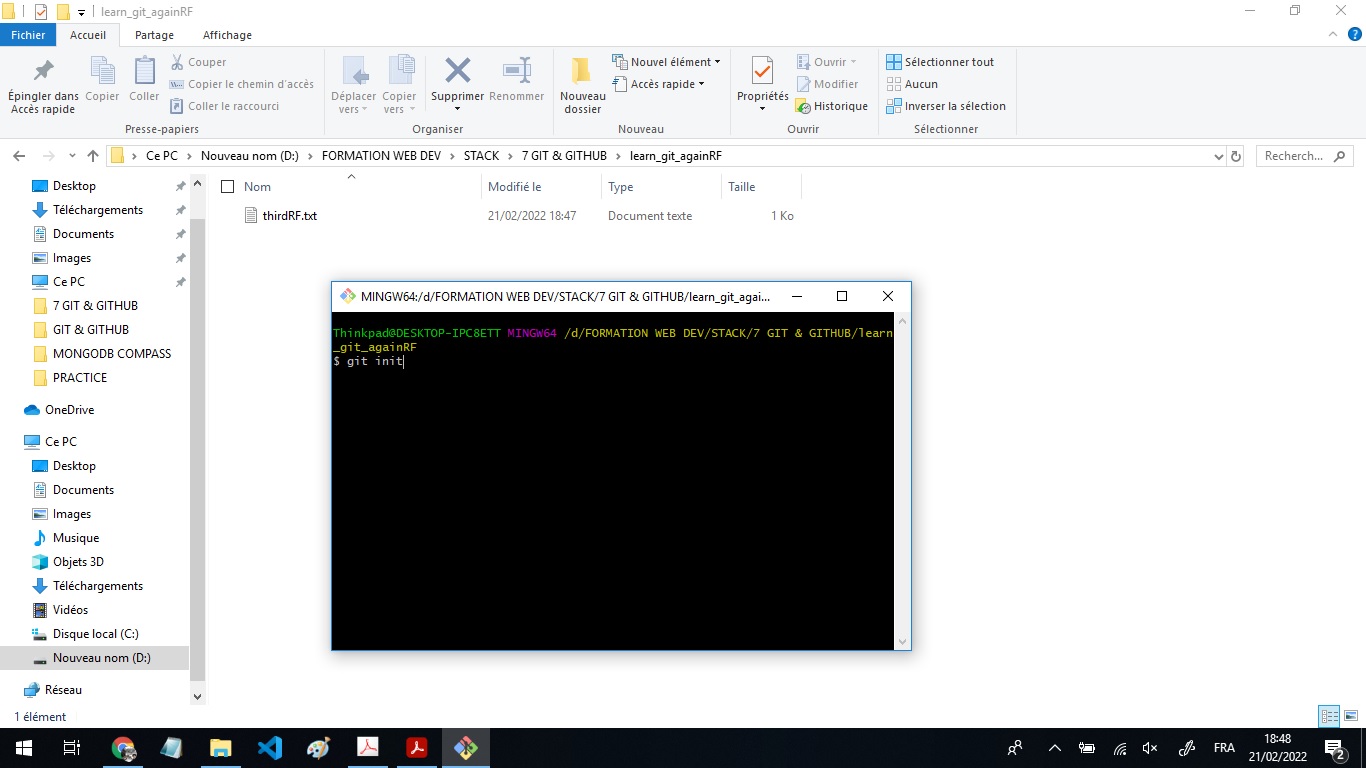 learn_git_againRF
Fichier Accueil Partage Affichage
Épingler dans Accès rapide
Copier
Coller
Couper
Copier le chemin d'accès
Coller le raccourci
Presse-papiers
Déplacer vers
Copier vers
Supprimer
Renommer
Organiser
Nouveau dossier
Nouvel élément
Accès rapide
Nouveau
Propriétés
Ouvrir
Modifier
Historique
Ouvrir
Sélectionner tout
Aucun
Inverser la sélection
Sélectionner
Ce PC > Nouveau nom (D:) > FORMATION WEB DEV > STACK > 7 GIT & GITHUB > learn_git_againRF
Recherch...
Nom Modifié le Type Taille
thirdRF.txt 21/02/2022 18:47 Document texte 1 Ko
Desktop
Téléchargements
Documents
Images
Ce PC
7 GIT & GITHUB
GIT & GITHUB
MONGODB COMPASS
PRACTICE
OneDrive
Ce PC
Desktop
Documents
Images
Musique
Objets 3D
Téléchargements
Vidéos
Disque local (C:)
Nouveau nom (D:)
Réseau
1 élément
MINGW64:/d/FORMATION WEB DEV/STACK/7 GIT & GITHUB/learn_git_agai...
Thinkpad@DESKTOP-IPC8ETT MINGW64 /d/FORMATION WEB DEV/STACK/7 GIT & GITHUB/learn
_git_againRF
$ git init
FRA
18:48
21/02/2022
2